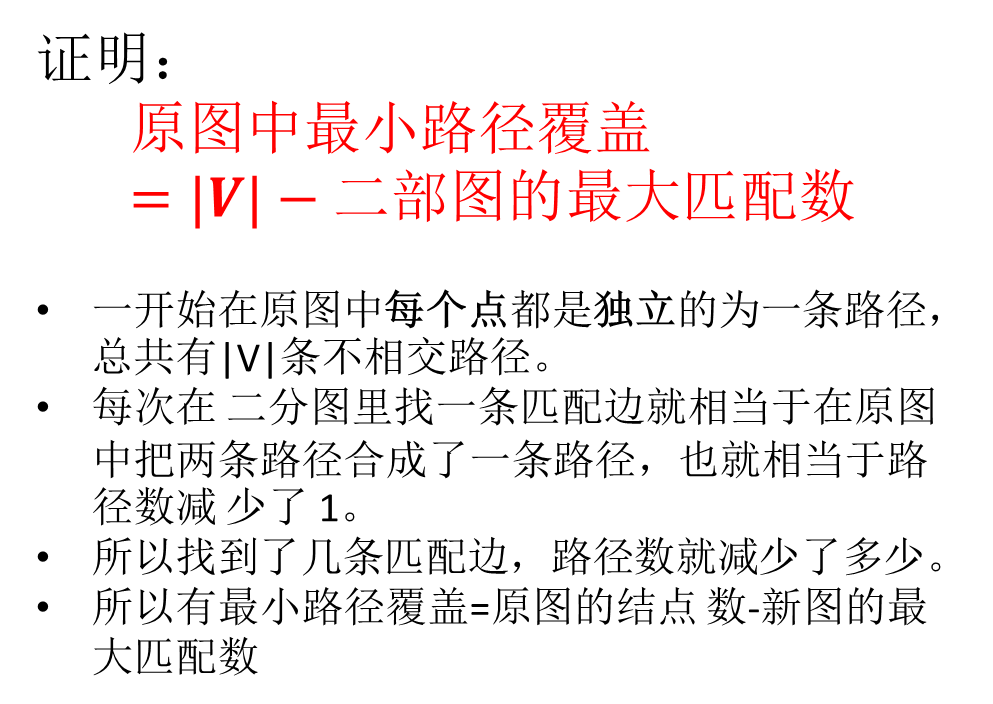 证明：
原图中最小路径覆盖
= |V| − 二部图的最大匹配数
• 一开始在原图中每个点都是独立的为一条路径，
总共有|V|条不相交路径。
• 每次在 二分图里找一条匹配边就相当于在原图
中把两条路径合成了一条路径，也就相当于路
径数减 少了 1。
• 所以找到了几条匹配边，路径数就减少了多少。
• 所以有最小路径覆盖=原图的结点 数-新图的最
大匹配数